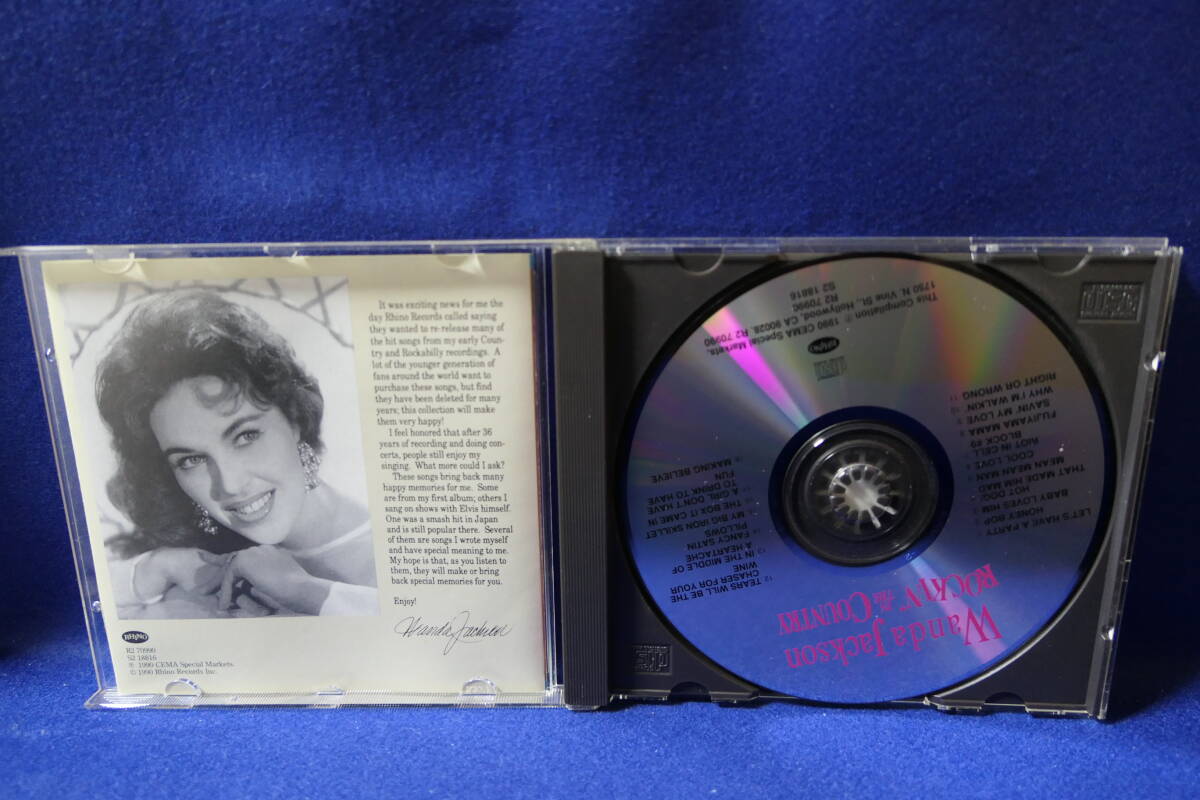 It was exciting news for me the
day Rhino Records called saying
they wanted to re-release many of
the hit songs from my early Coun-
try and Rockabilly recordings. A
lot of the younger generation of
fans around the world want to
purchase these songs, but find
they have been deleted for many
years; this collection will make
them very happy!
I feel honored that after 36
years of recording and doing con-
certs, people still enjoy my
singing. What more could I ask?
These songs bring back many
happy memories for me. Some
are from my first album; others I
sang on shows with Elvis himself.
One was a smash hit in Japan
and is still popular there. Several
of them are songs I wrote myself
and have special meaning to me.
My hope is that, as you listen to
them, they will make or bring
back special memories for you.
Enjoy!
Wanda Jackson
RHINO
R2 70990
S2 18816
℗ 1990 CEMA Special Markets.
© 1990 Rhino Records Inc.
Wanda Jackson
ROCKIN' IN THE COUNTRY
LET'S HAVE A PARTY
HONEY BOP
BABY LOVES HIM
HOT DOG!
THAT MADE HIM MAD
MEAN MEAN MAN
COOL LOVE
RIOT IN CELL
BLOCK #9
FUJIYAMA MAMA
SAVIN' MY LOVE
10 WHY I'M WALKIN'
11 RIGHT OR WRONG
12 TEARS WILL BE THE
CHASER FOR YOUR
WINE
13 IN THE MIDDLE OF
A HEARTACHE
FANCY SATIN
PILLOWS
MY BIG IRON SKILLET
THE BOX IT CAME IN
A GIRL DON'T HAVE
TO DRINK TO HAVE
FUN
MAKING BELIEVE
RHINO
R2 70990
S2 18816
This Compilation ℗ 1990 CEMA Special Markets.
1750 N. Vine St., Hollywood, CA 90028. R2 70990